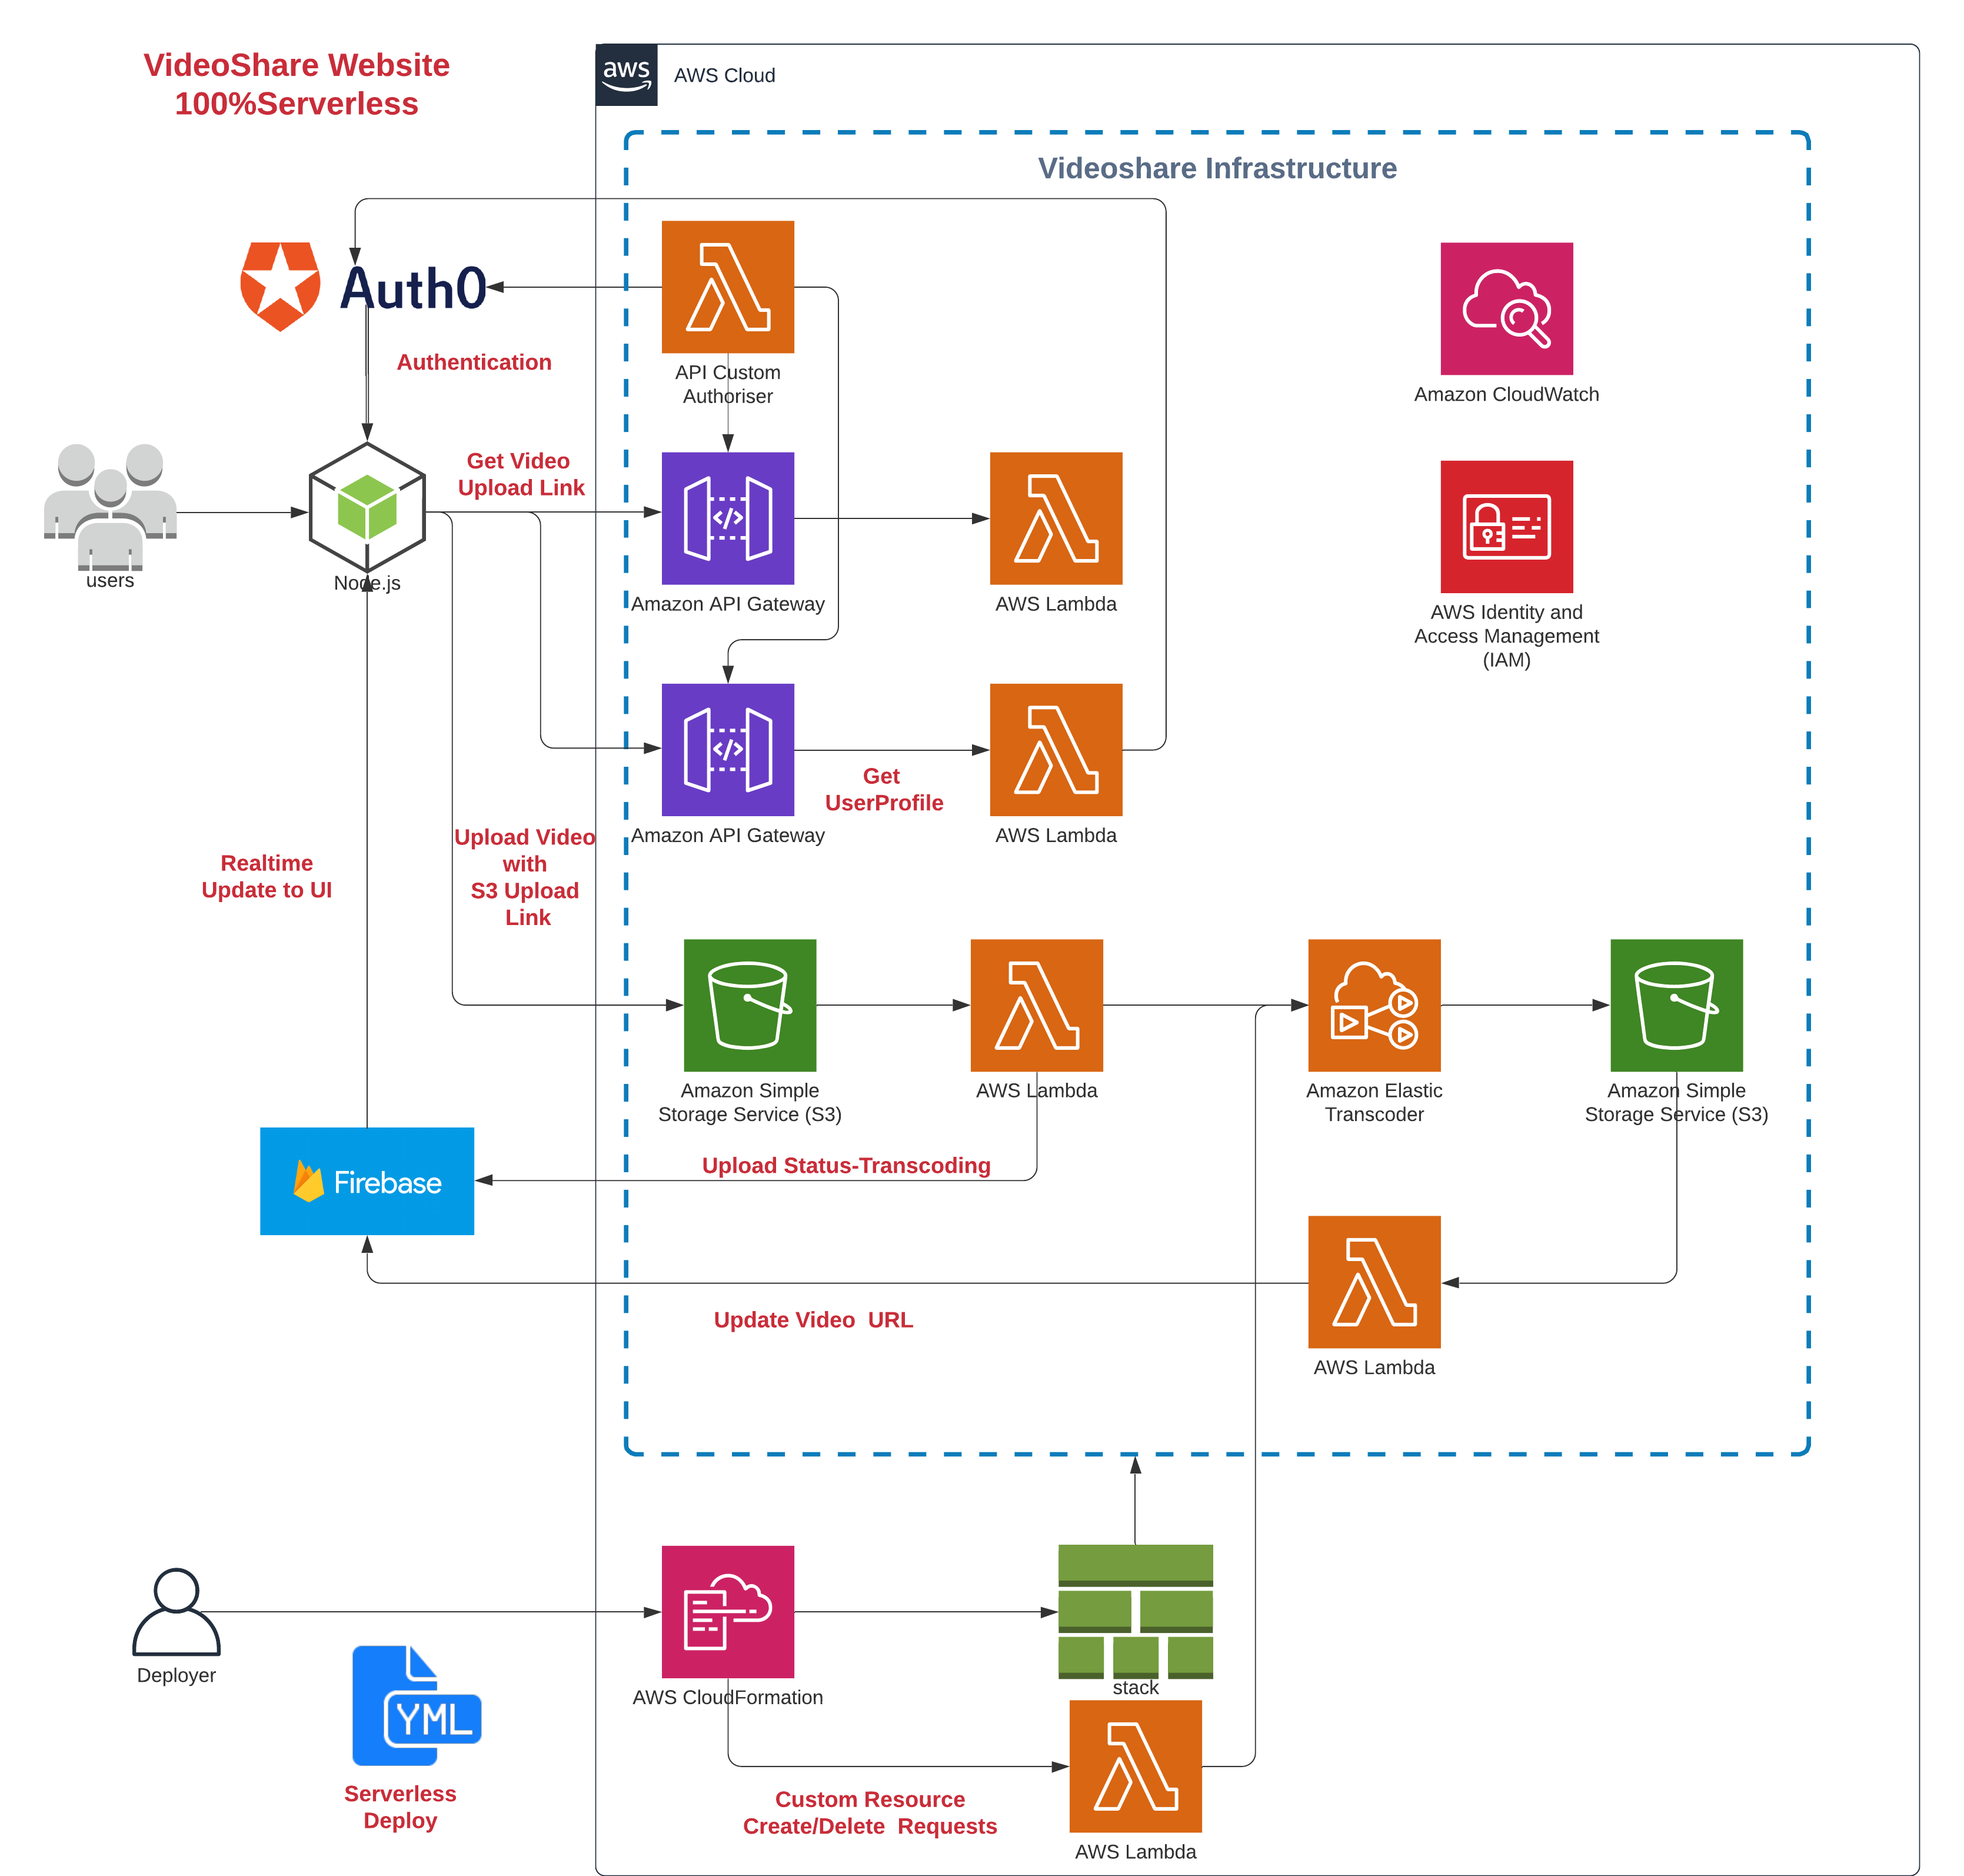 VideoShare Website
100%Serverless
aws
AWS Cloud
Videoshare Infrastructure
Auth0
Authentication
API Custom
Authoriser
Amazon CloudWatch
users
Node.js
Get Video
Upload Link
</>
Amazon API Gateway
AWS Lambda
AWS Identity and
Access Management
(IAM)
</>
Amazon API Gateway
Get
UserProfile
AWS Lambda
Realtime
Update to UI
Upload Video
with
S3 Upload
Link
Amazon Simple
Storage Service (S3)
AWS Lambda
Amazon Elastic
Transcoder
Amazon Simple
Storage Service (S3)
Firebase
Upload Status-Transcoding
Update Video  URL
AWS Lambda
Deployer
YML
Serverless
Deploy
AWS CloudFormation
stack
Custom Resource
Create/Delete  Requests
AWS Lambda